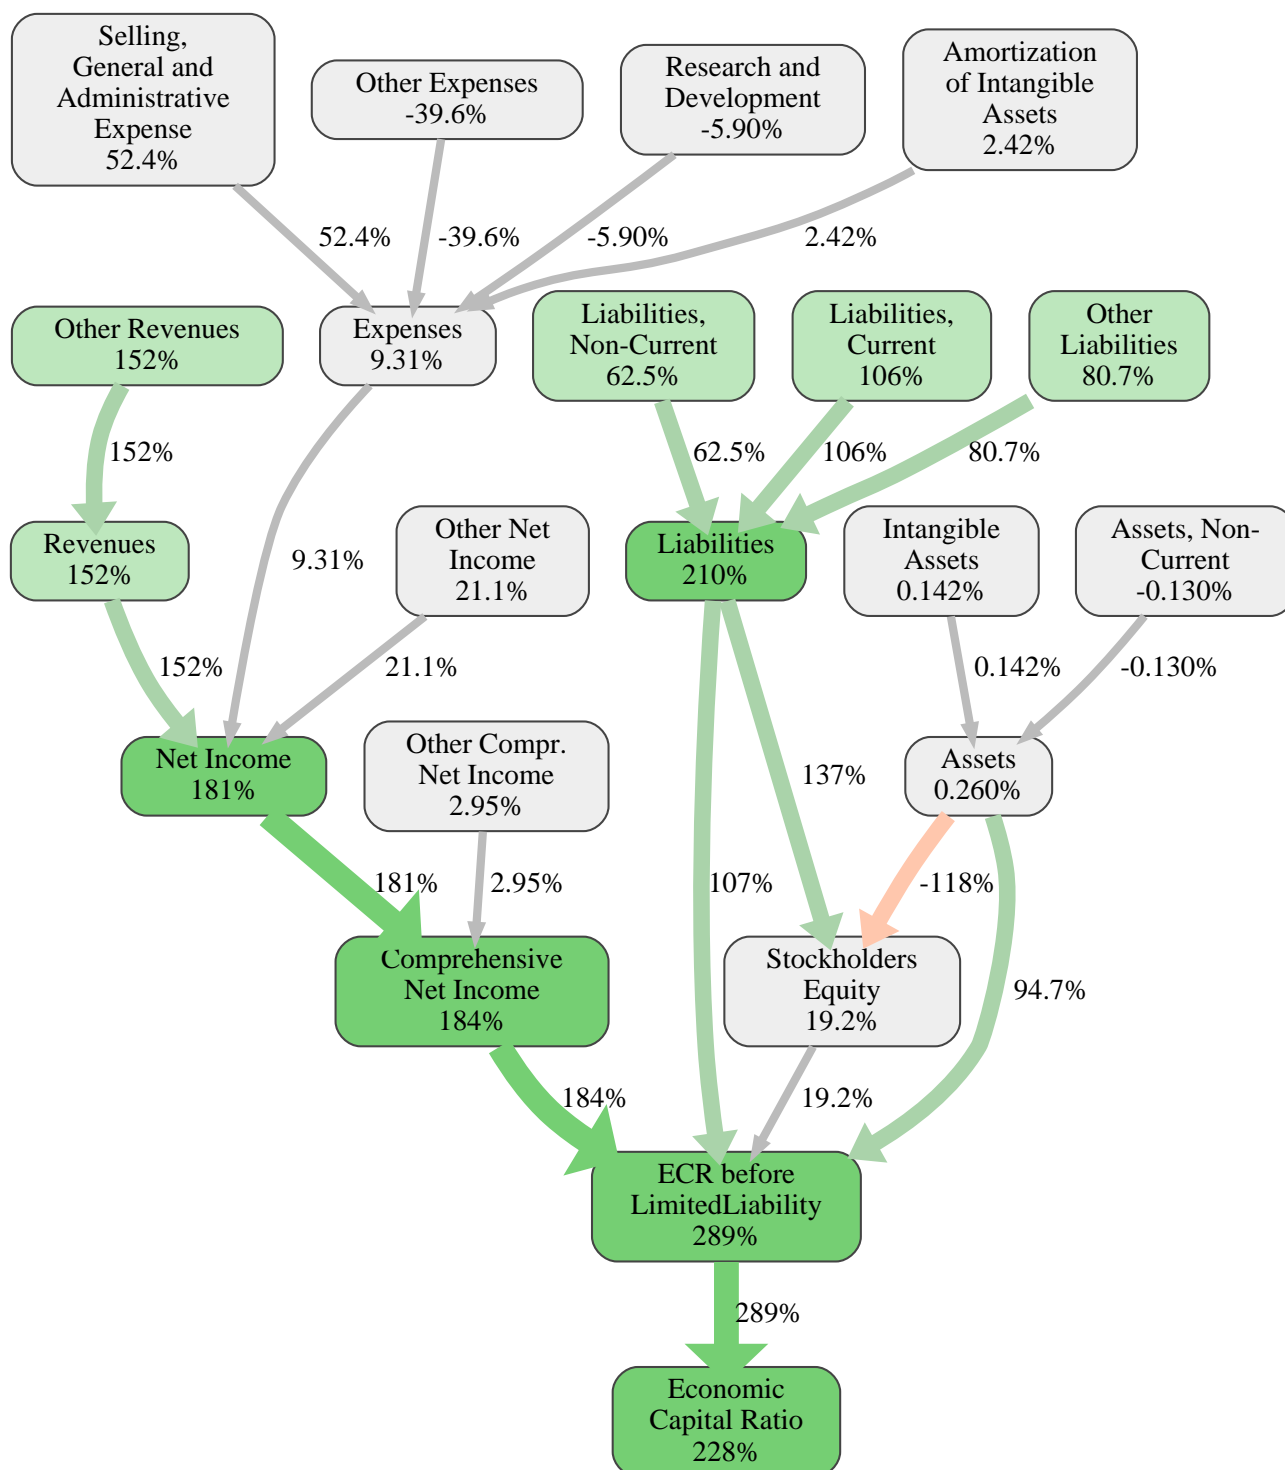 Selling,
General and
Administrative
Expense
52.4%
Other Expenses
-39.6%
Research and
Development
-5.90%
Amortization
of Intangible
Assets
2.42%
52.4%
-39.6%
-5.90%
2.42%
Other Revenues
152%
Expenses
9.31%
Liabilities,
Non-Current
62.5%
Liabilities,
Current
106%
Other
Liabilities
80.7%
152%
62.5%
106%
80.7%
Revenues
152%
9.31%
Other Net
Income
21.1%
Liabilities
210%
Intangible
Assets
0.142%
Assets, Non-
Current
-0.130%
152%
21.1%
0.142%
-0.130%
Net Income
181%
Other Compr.
Net Income
2.95%
137%
Assets
0.260%
181%
2.95%
107%
-118%
Comprehensive
Net Income
184%
Stockholders
Equity
19.2%
94.7%
184%
19.2%
ECR before
LimitedLiability
289%
289%
Economic
Capital Ratio
228%